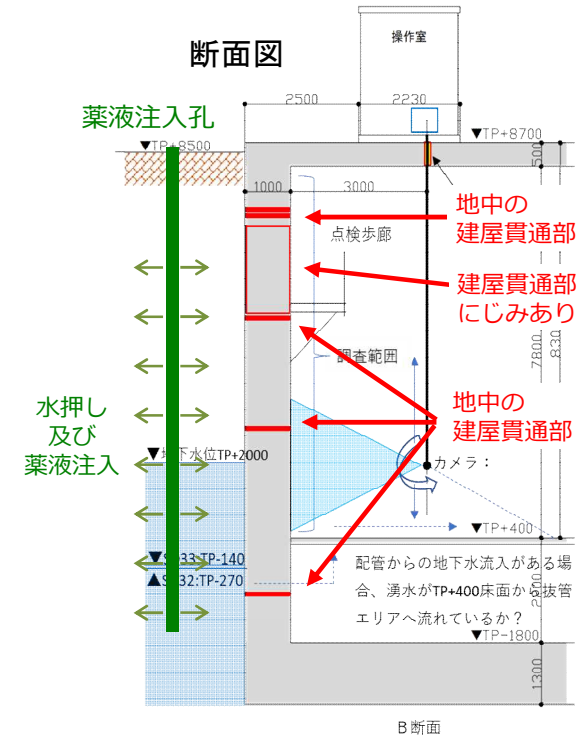 断面図
操作室
2500
2230
薬液注入孔
▼TP+8500
▼TP+8700
500
1000
3000
地中の
建屋貫通部
点検歩廊
建屋貫通部
にじみあり
7800
830
調査範囲
地中の
建屋貫通部
水押し
及び
薬液注入
地下水位TP+2000
カメラ：
▼TP+400
33:TP-140
32:TP-270
配管からの地下水流入がある場
合、湧水がTP+400床面から抜管
エリアへ流れているか？
▼TP-1800
1300
B断面